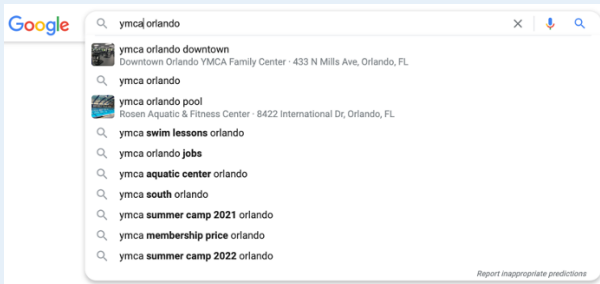 Google
ymca orlando
ymca orlando downtown
Downtown Orlando YMCA Family Center · 433 N Mills Ave, Orlando, FL
ymca orlando
ymca orlando pool
Rosen Aquatic & Fitness Center · 8422 International Dr, Orlando, FL
ymca swim lessons orlando
ymca orlando jobs
ymca aquatic center orlando
ymca south orlando
ymca summer camp 2021 orlando
ymca membership price orlando
ymca summer camp 2022 orlando
Report inappropriate predictions